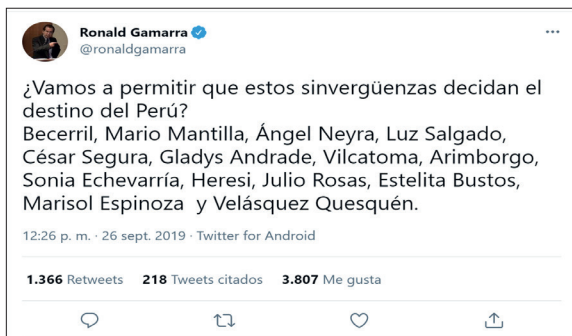 Ronald Gamarra
@ronaldgamarra
¿Vamos a permitir que estos sinvergüenzas decidan el
destino del Perú?
Becerril, Mario Mantilla, Ángel Neyra, Luz Salgado,
César Segura, Gladys Andrade, Vilcatoma, Arimborgo,
Sonia Echevarría, Heresi, Julio Rosas, Estelita Bustos,
Marisol Espinoza y Velásquez Quesquén.
12:26 p. m. · 26 sept. 2019 · Twitter for Android
1.366 Retweets 218 Tweets citados 3.807 Me gusta